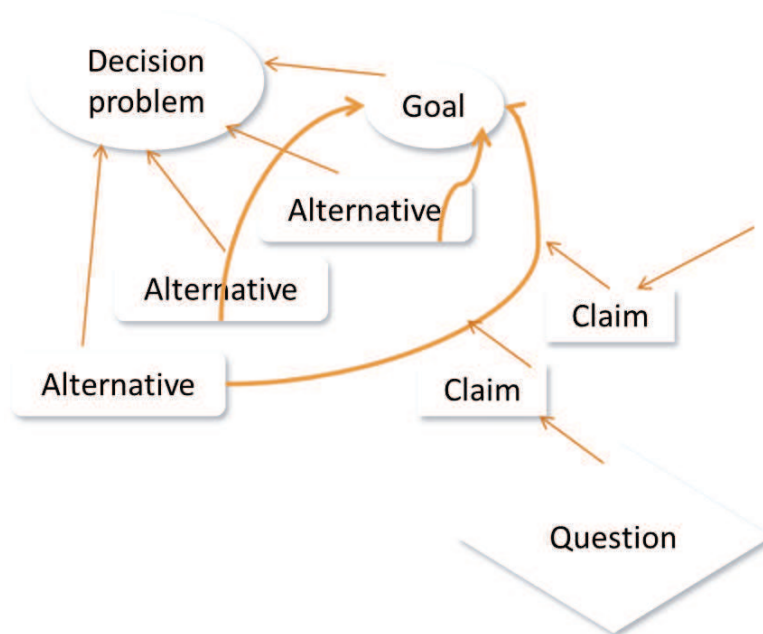 Decision
problem
Goal
Alternative
Alternative
Claim
Alternative
Claim
Question